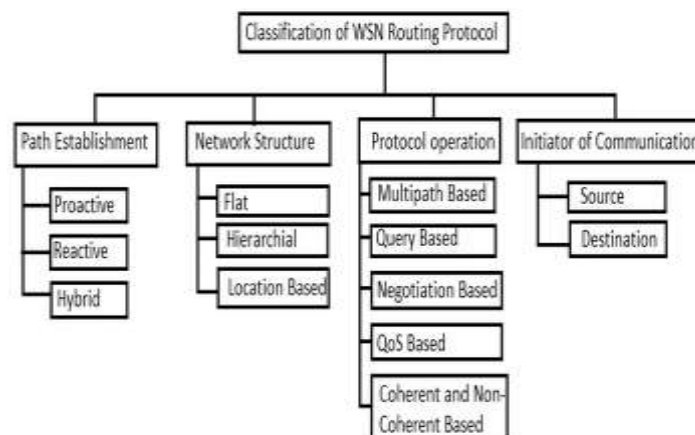 Classification of WSN Routing Protocol
Path Establishment
Proactive
Reactive
Hybrid
Network Structure
Flat
Hierarchial
Location Based
Protocol operation
Multipath Based
Query Based
Negotiation Based
QoS Based
Coherent and Non-
Coherent Based
Initiator of Communication
Source
Destination